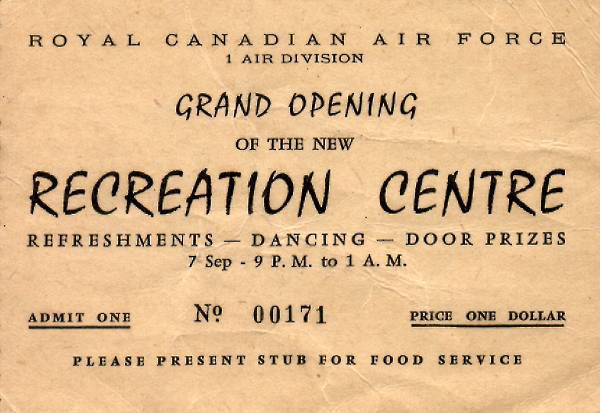 ROYAL CANADIAN AIR FORCE
1 AIR DIVISION
GRAND OPENING
OF THE NEW
RECREATION CENTRE
REFRESHMENTS — DANCING — DOOR PRIZES
7 Sep - 9 P. M. to 1 A. M.
ADMIT ONE Nº 00171 PRICE ONE DOLLAR
PLEASE PRESENT STUB FOR FOOD SERVICE